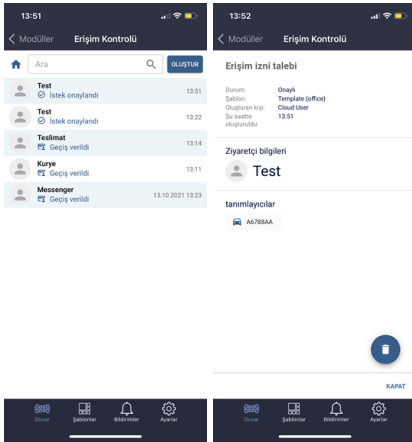 13:51
Modüller
Erişim Kontrolü
Ara
OLUŞTUR
Test
İstek onaylandı
13:51
Test
İstek onaylandı
13:22
Teslimat
Geçiş verildi
13:14
Kurye
Geçiş verildi
13:11
Messenger
Geçiş verildi
13.10.2021 13:23
Duvar
Şablonlar
Bildirimler
Ayarlar
13:52
Modüller
Erişim Kontrolü
Erişim izni talebi
Durum: Onaylı
Şablon: Template (office)
Oluşturan kişi: Cloud User
Şu saatte oluşturuldu: 13:51
Ziyaretçi bilgileri
Test
tanımlayıcılar
A67B8AA
KAPAT
Duvar
Şablonlar
Bildirimler
Ayarlar